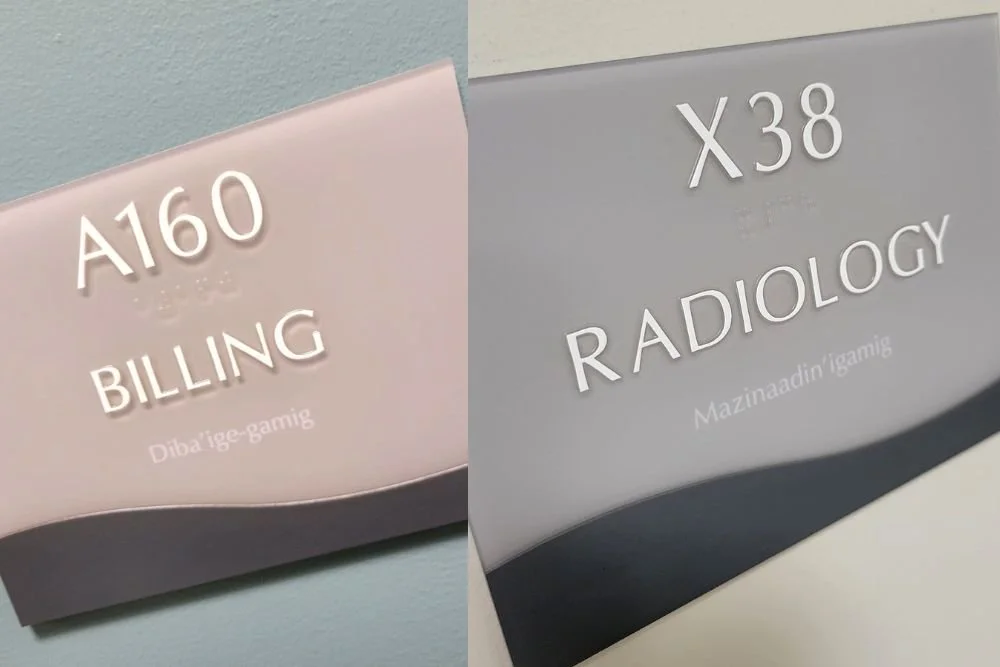 A160
BILLING
Diba'ige-gamig
X38
RADIOLOGY
Mazinaadin'igamig